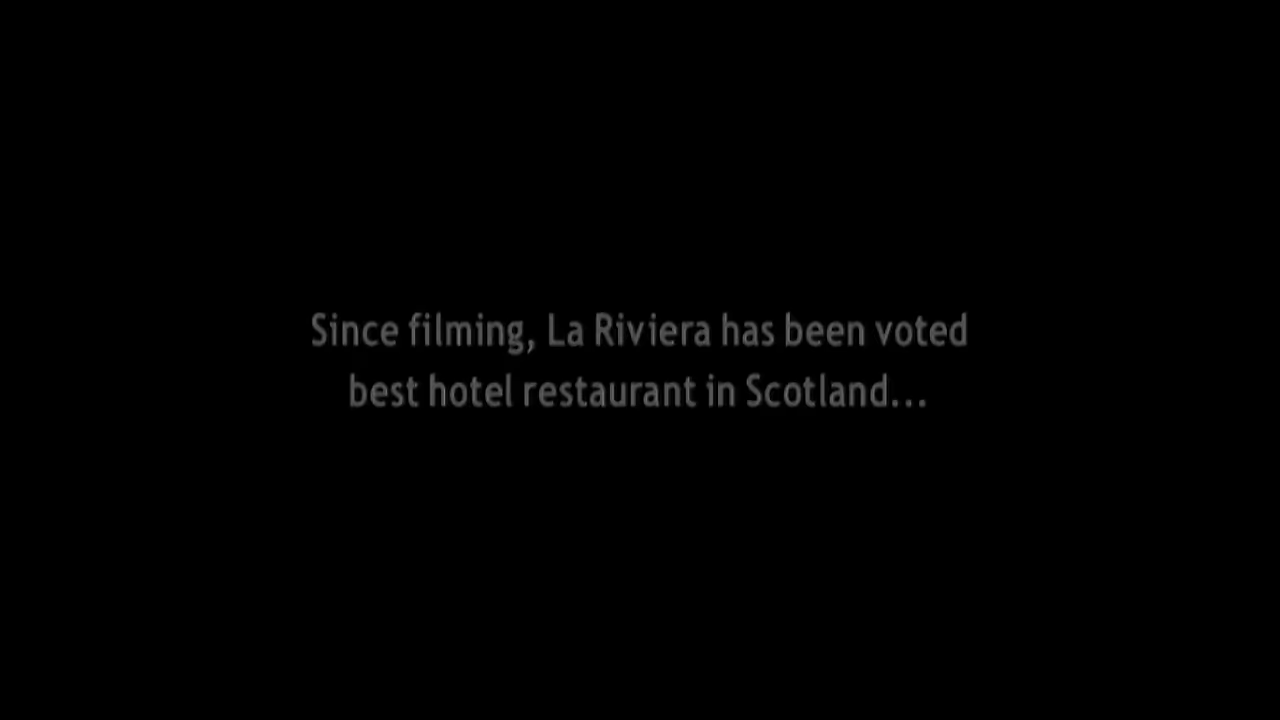 Since filming, La Riviera has been voted
best hotel restaurant in Scotland...